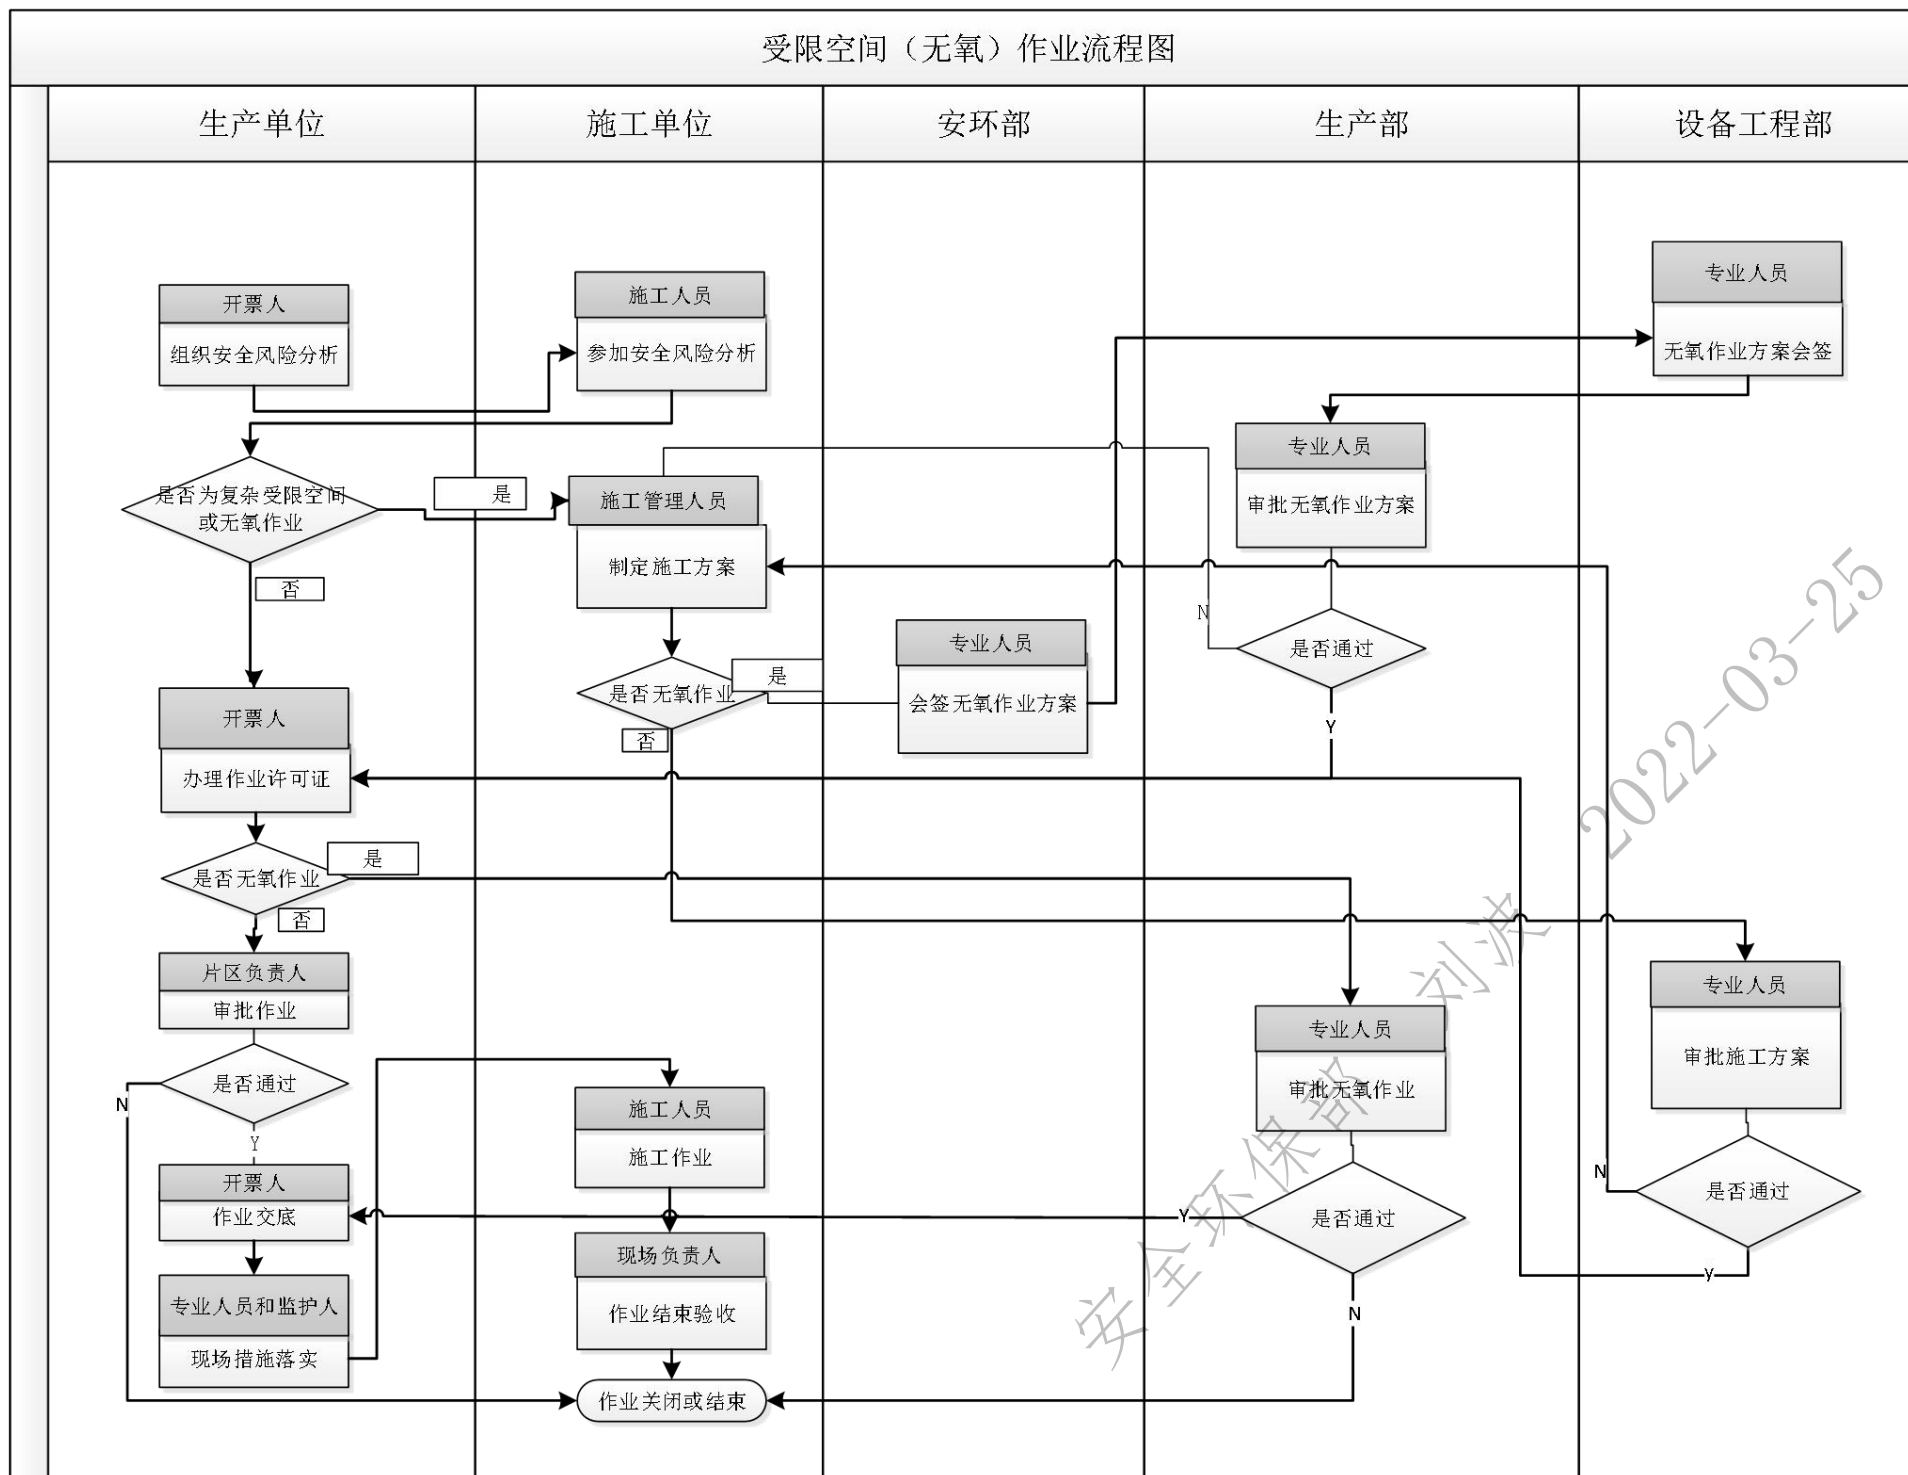 受限空间（无氧）作业流程图
生产单位
施工单位
安环部
生产部
设备工程部
开票人
组织安全风险分析
施工人员
参加安全风险分析
专业人员
无氧作业方案会签
是否为复杂受限空间
或无氧作业
是
否
施工管理人员
制定施工方案
专业人员
审批无氧作业方案
是否通过
N
Y
是否无氧作业
是
否
专业人员
会签无氧作业方案
开票人
办理作业许可证
是否无氧作业
是
否
片区负责人
审批作业
是否通过
N
Y
开票人
作业交底
专业人员和监护人
现场措施落实
施工人员
施工作业
现场负责人
作业结束验收
作业关闭或结束
专业人员
审批无氧作业
是否通过
Y
N
专业人员
审批施工方案
是否通过
N
y
安全环保部 刘波 2022-03-25